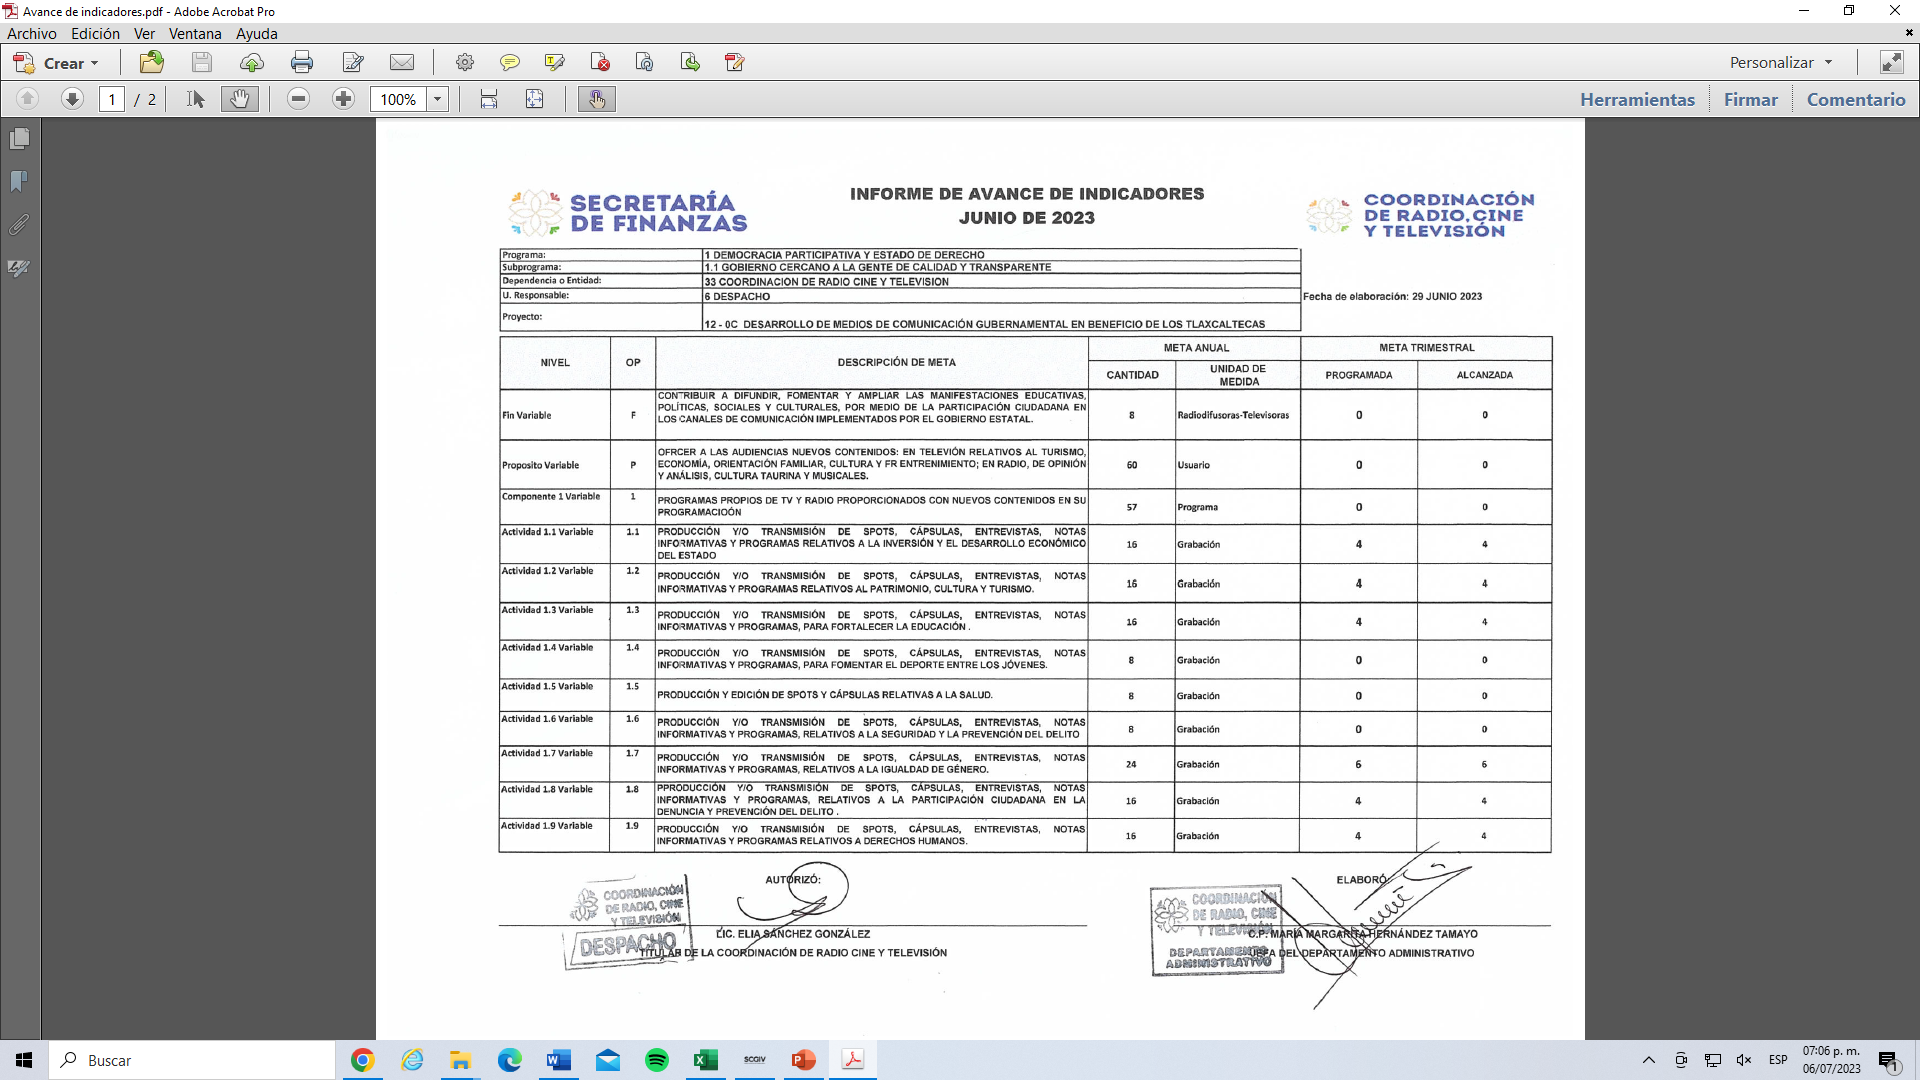 Avance de indicadores.pdf - Adobe Acrobat Pro
Archivo Edición Ver Ventana Ayuda
Crear
Personalizar
1 / 2
100%
Herramientas Firmar Comentario
SECRETARÍA
DE FINANZAS
INFORME DE AVANCE DE INDICADORES
JUNIO DE 2023
COORDINACIÓN
DE RADIO, CINE
Y TELEVISIÓN
Programa: 1 DEMOCRACIA PARTICIPATIVA Y ESTADO DE DERECHO
Subprograma: 1.1 GOBIERNO CERCANO A LA GENTE DE CALIDAD Y TRANSPARENTE
Dependencia o Entidad: 33 COORDINACION DE RADIO CINE Y TELEVISION
U. Responsable: 6 DESPACHO
Fecha de elaboración: 29 JUNIO 2023
Proyecto: 12 - 0C DESARROLLO DE MEDIOS DE COMUNICACIÓN GUBERNAMENTAL EN BENEFICIO DE LOS TLAXCALTECAS
NIVEL OP DESCRIPCIÓN DE META META ANUAL META TRIMESTRAL
CANTIDAD UNIDAD DE MEDIDA PROGRAMADA ALCANZADA
Fin Variable F CONTRIBUIR A DIFUNDIR, FOMENTAR Y AMPLIAR LAS MANIFESTACIONES EDUCATIVAS,
POLÍTICAS, SOCIALES Y CULTURALES, POR MEDIO DE LA PARTICIPACIÓN CIUDADANA EN
LOS CANALES DE COMUNICACIÓN IMPLEMENTADOS POR EL GOBIERNO ESTATAL.
8 Radiodifusoras-Televisoras 0 0
Proposito Variable P OFRCER A LAS AUDIENCIAS NUEVOS CONTENIDOS: EN TELEVIÓN RELATIVOS AL TURISMO,
ECONOMÍA, ORIENTACIÓN FAMILIAR, CULTURA Y FR ENTRENIMIENTO; EN RADIO, DE OPINIÓN
Y ANÁLISIS, CULTURA TAURINA Y MUSICALES.
60 Usuario 0 0
Componente 1 Variable 1 PROGRAMAS PROPIOS DE TV Y RADIO PROPORCIONADOS CON NUEVOS CONTENIDOS EN SU
PROGRAMACIOÓN
57 Programa 0 0
Actividad 1.1 Variable 1.1 PRODUCCIÓN Y/O TRANSMISIÓN DE SPOTS, CÁPSULAS, ENTREVISTAS, NOTAS
INFORMATIVAS Y PROGRAMAS RELATIVOS A LA INVERSIÓN Y EL DESARROLLO ECONÓMICO
DEL ESTADO
16 Grabación 4 4
Actividad 1.2 Variable 1.2 PRODUCCIÓN Y/O TRANSMISIÓN DE SPOTS, CÁPSULAS, ENTREVISTAS, NOTAS
INFORMATIVAS Y PROGRAMAS RELATIVOS AL PATRIMONIO, CULTURA Y TURISMO.
16 Grabación 4 4
Actividad 1.3 Variable 1.3 PRODUCCIÓN Y/O TRANSMISIÓN DE SPOTS, CÁPSULAS, ENTREVISTAS, NOTAS
INFORMATIVAS Y PROGRAMAS, PARA FORTALECER LA EDUCACIÓN .
16 Grabación 4 4
Actividad 1.4 Variable 1.4 PRODUCCIÓN Y/O TRANSMISIÓN DE SPOTS, CÁPSULAS, ENTREVISTAS, NOTAS
INFORMATIVAS Y PROGRAMAS, PARA FOMENTAR EL DEPORTE ENTRE LOS JÓVENES.
8 Grabación 0 0
Actividad 1.5 Variable 1.5 PRODUCCIÓN Y EDICIÓN DE SPOTS Y CÁPSULAS RELATIVAS A LA SALUD.
8 Grabación 0 0
Actividad 1.6 Variable 1.6 PRODUCCIÓN Y/O TRANSMISIÓN DE SPOTS, CÁPSULAS, ENTREVISTAS, NOTAS
INFORMATIVAS Y PROGRAMAS, RELATIVOS A LA SEGURIDAD Y LA PREVENCIÓN DEL DELITO
8 Grabación 0 0
Actividad 1.7 Variable 1.7 PRODUCCIÓN Y/O TRANSMISIÓN DE SPOTS, CÁPSULAS, ENTREVISTAS, NOTAS
INFORMATIVAS Y PROGRAMAS, RELATIVOS A LA IGUALDAD DE GÉNERO.
24 Grabación 6 6
Actividad 1.8 Variable 1.8 PPRODUCCIÓN Y/O TRANSMISIÓN DE SPOTS, CÁPSULAS, ENTREVISTAS, NOTAS
INFORMATIVAS Y PROGRAMAS, RELATIVOS A LA PARTICIPACIÓN CIUDADANA EN LA
DENUNCIA Y PREVENCIÓN DEL DELITO .
16 Grabación 4 4
Actividad 1.9 Variable 1.9 PRODUCCIÓN Y/O TRANSMISIÓN DE SPOTS, CÁPSULAS, ENTREVISTAS, NOTAS
INFORMATIVAS Y PROGRAMAS RELATIVOS A DERECHOS HUMANOS.
16 Grabación 4 4
AUTORIZÓ:
COORDINACIÓN
DE RADIO, CINE
Y TELEVISIÓN
DESPACHO
LIC. ELIA SÁNCHEZ GONZÁLEZ
TITULAR DE LA COORDINACIÓN DE RADIO CINE Y TELEVISIÓN
ELABORÓ:
COORDINACIÓN
DE RADIO, CINE
Y TELEVISIÓN
DEPARTAMENTO
ADMINISTRATIVO
C.P. MARÍA MARGARITA HERNÁNDEZ TAMAYO
JEFA DEL DEPARTAMENTO ADMINISTRATIVO
Buscar
SCGIV
ESP
07:06 p. m.
06/07/2023
1